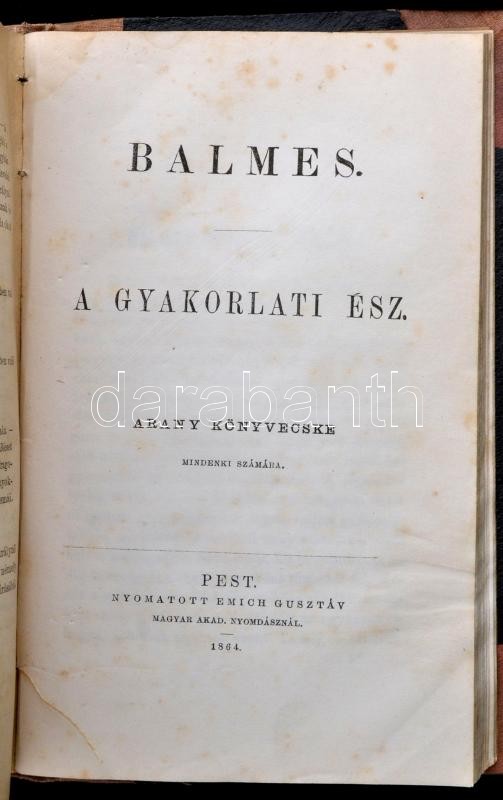 BALMES.
A GYAKORLATI ÉSZ.
darabanth
ARANY KÖNYVECSKE
MINDENKI SZÁMÁRA.
PEST.
NYOMATOTT EMICH GUSZTÁV
MAGYAR AKAD. NYOMDÁSZNÁL.
1864.